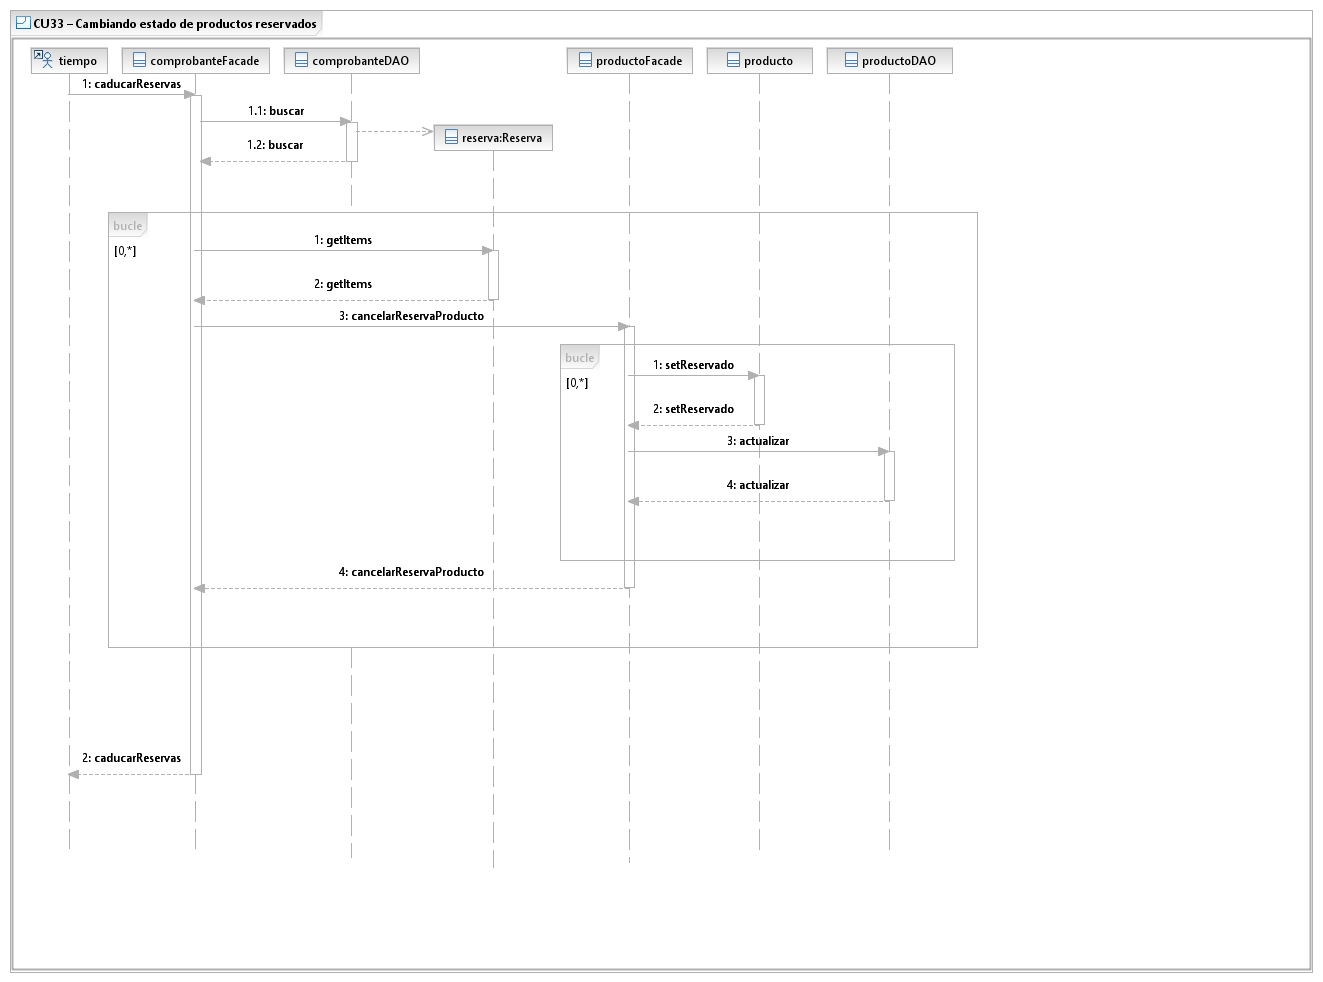 CU33 – Cambiando estado de productos reservados
tiempo
comprobanteFacade
comprobanteDAO
productoFacade
producto
productoDAO
1: caducarReservas
1.1: buscar
reserva:Reserva
1.2: buscar
bucle
[0,*]
1: getItems
2: getItems
3: cancelarReservaProducto
bucle
[0,*]
1: setReservado
2: setReservado
3: actualizar
4: actualizar
4: cancelarReservaProducto
2: caducarReservas